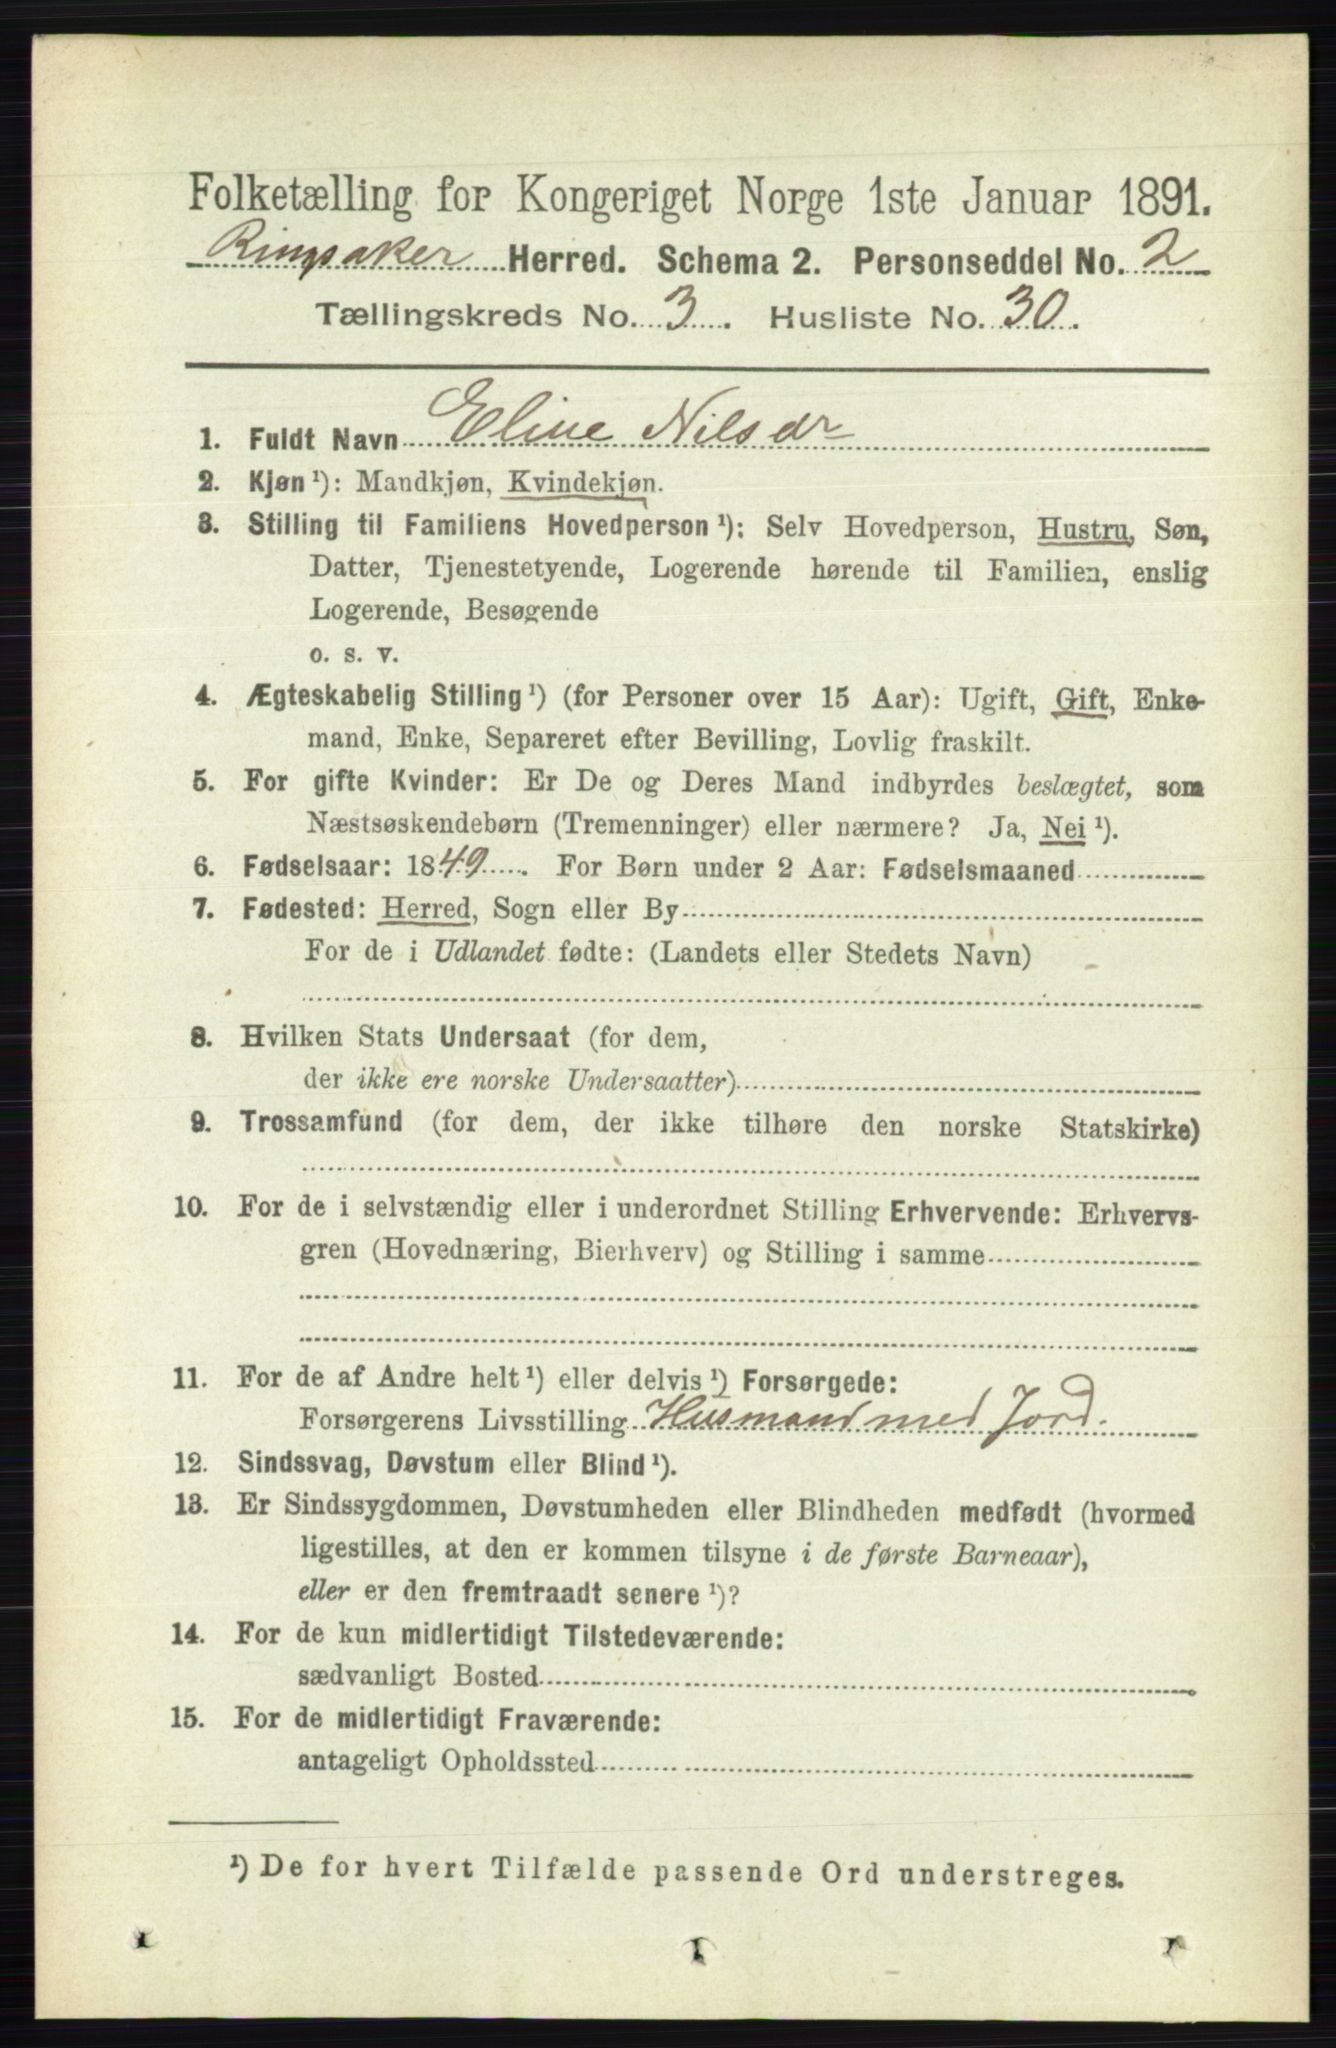 Folketælling for Kongeriget Norge 1ste Januar 1891.
Ringsaker Herred. Schema 2. Personseddel No. 2
Tællingskreds No. 3. Husliste No. 30.
1. Fuldt Navn Eline Nilsdr
2. Kjøn ¹): Mandkjøn, Kvindekjøn.
3. Stilling til Familiens Hovedperson ¹): Selv Hovedperson, Hustru, Søn,
Datter, Tjenestetyende, Logerende hørende til Familien, enslig
Logerende, Besøgende
o. s. v.
4. Ægteskabelig Stilling ¹) (for Personer over 15 Aar): Ugift, Gift, Enke-
mand, Enke, Separeret efter Bevilling, Lovlig fraskilt.
5. For gifte Kvinder: Er De og Deres Mand indbyrdes beslægtet, som
Næstsøskendebørn (Tremenninger) eller nærmere? Ja, Nei ¹).
6. Fødselsaar: 1849. For Børn under 2 Aar: Fødselsmaaned
7. Fødested: Herred, Sogn eller By
For de i Udlandet fødte: (Landets eller Stedets Navn)
8. Hvilken Stats Undersaat (for dem,
der ikke ere norske Undersaatter)
9. Trossamfund (for dem, der ikke tilhøre den norske Statskirke)
10. For de i selvstændig eller i underordnet Stilling Erhvervende: Erhvervs-
gren (Hovednæring, Bierhverv) og Stilling i samme
11. For de af Andre helt ¹) eller delvis ¹) Forsørgede:
Forsørgerens Livsstilling Husmand med Jord.
12. Sindssvag, Døvstum eller Blind ¹).
13. Er Sindssygdommen, Døvstumheden eller Blindheden medfødt (hvormed
ligestilles, at den er kommen tilsyne i de første Barneaar),
eller er den fremtraadt senere ¹)?
14. For de kun midlertidigt Tilstedeværende:
sædvanligt Bosted
15. For de midlertidigt Fraværende:
antageligt Opholdssted
¹) De for hvert Tilfælde passende Ord understreges.